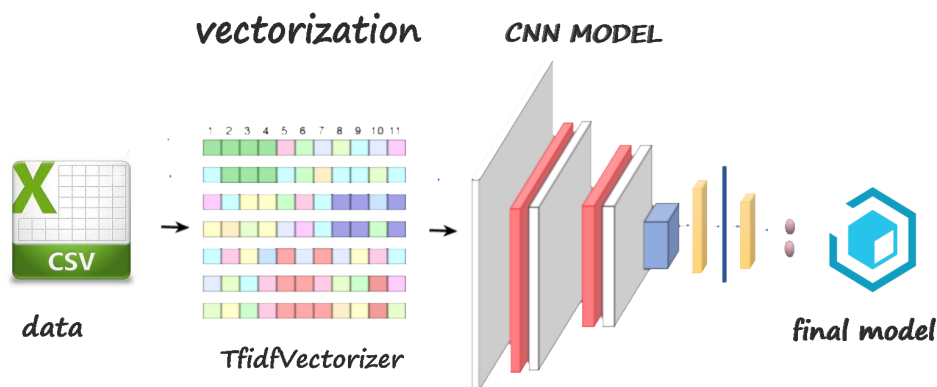 vectorization
CNN MODEL
1 2 3 4 5 6 7 8 9 10 11
X
CSV
data
TfidfVectorizer
final model